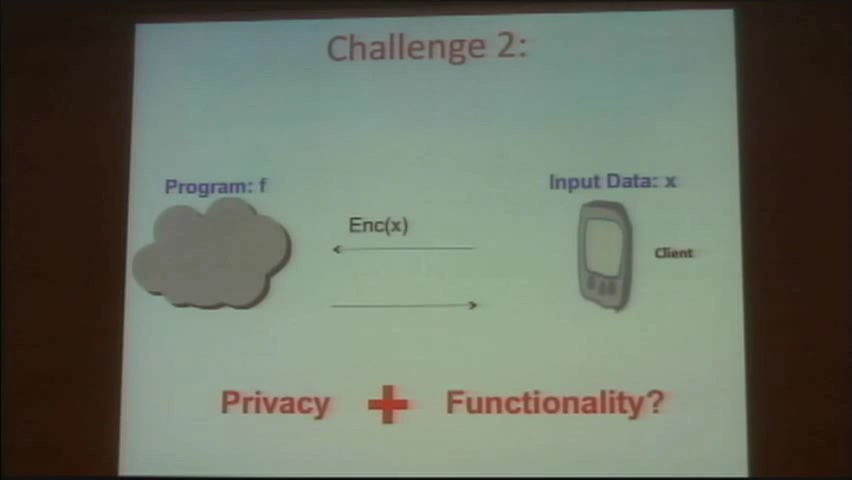 Challenge 2:
Program: f
Input Data: x
Enc(x)
Client
Privacy + Functionality?